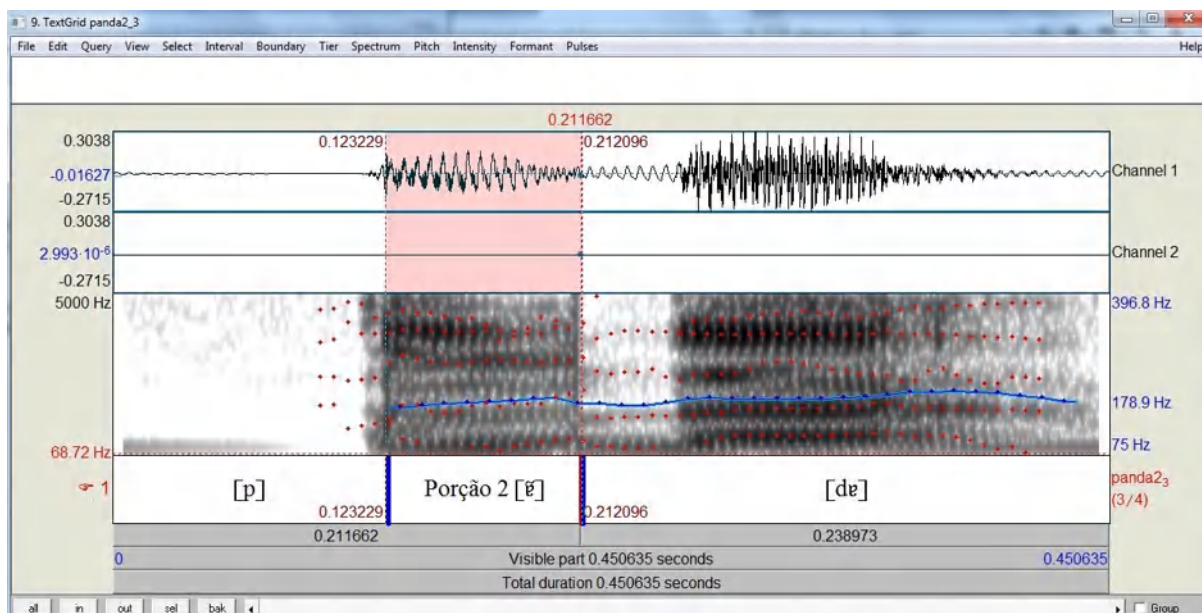 9. TextGrid panda2_3
File Edit Query View Select Interval Boundary Tier Spectrum Pitch Intensity Formant Pulses Help
0.211662
0.3038 0.123229 0.212096
-0.01627 Channel 1
-0.2715
0.3038
2.993·10⁻⁶ Channel 2
-0.2715
5000 Hz 396.8 Hz
178.9 Hz
68.72 Hz 75 Hz
☞ 1 [p] Porção 2 [ɐ̃] [dɐ] panda2₃
(3/4)
0.123229 0.212096
0.211662 0.238973
0 Visible part 0.450635 seconds 0.450635
Total duration 0.450635 seconds
all in out sel bak Group